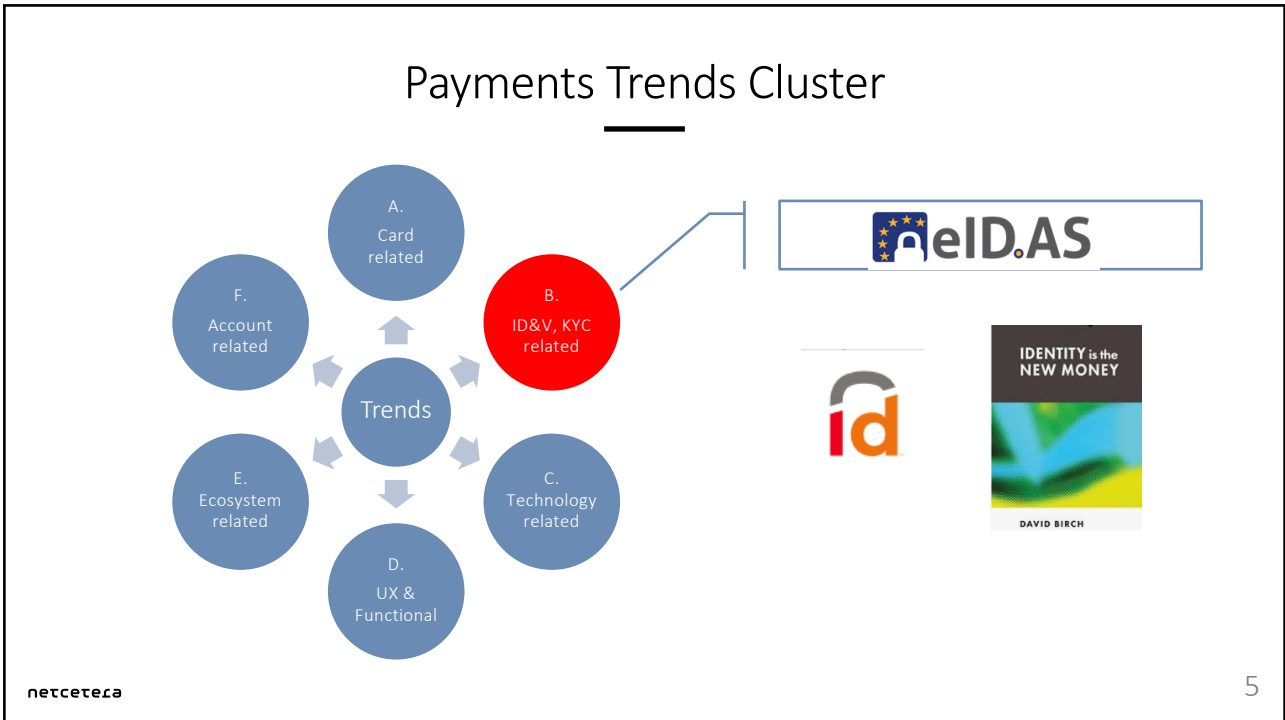 Payments Trends Cluster
A.
Card
related
B.
ID&V, KYC
related
C.
Technology
related
D.
UX &
Functional
E.
Ecosystem
related
F.
Account
related
Trends
eID.AS
id
IDENTITY is the
NEW MONEY
DAVID BIRCH
netcetera
5